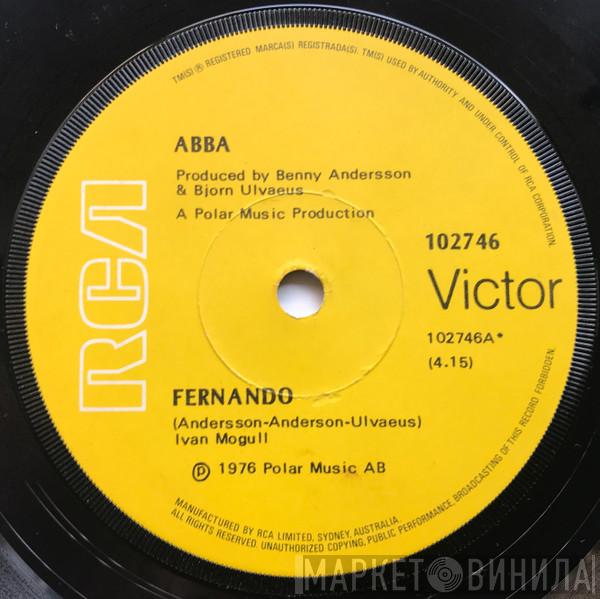 TM(S) ® REGISTERED MARCA(S) REGISTRADA(S). TM(S) USED BY AUTHORITY AND UNDER CONTROL OF RCA CORPORATION.
ABBA
Produced by Benny Andersson
& Bjorn Ulvaeus
A Polar Music Production
RCA
102746
Victor
102746A*
(4.15)
FERNANDO
(Andersson-Anderson-Ulvaeus)
Ivan Mogull
℗ 1976 Polar Music AB
MANUFACTURED BY RCA LIMITED, SYDNEY, AUSTRALIA.
ALL RIGHTS RESERVED. UNAUTHORIZED COPYING, PUBLIC PERFORMANCE, BROADCASTING OF THIS RECORD FORBIDDEN.
МАРКЕТ ВИНИЛА